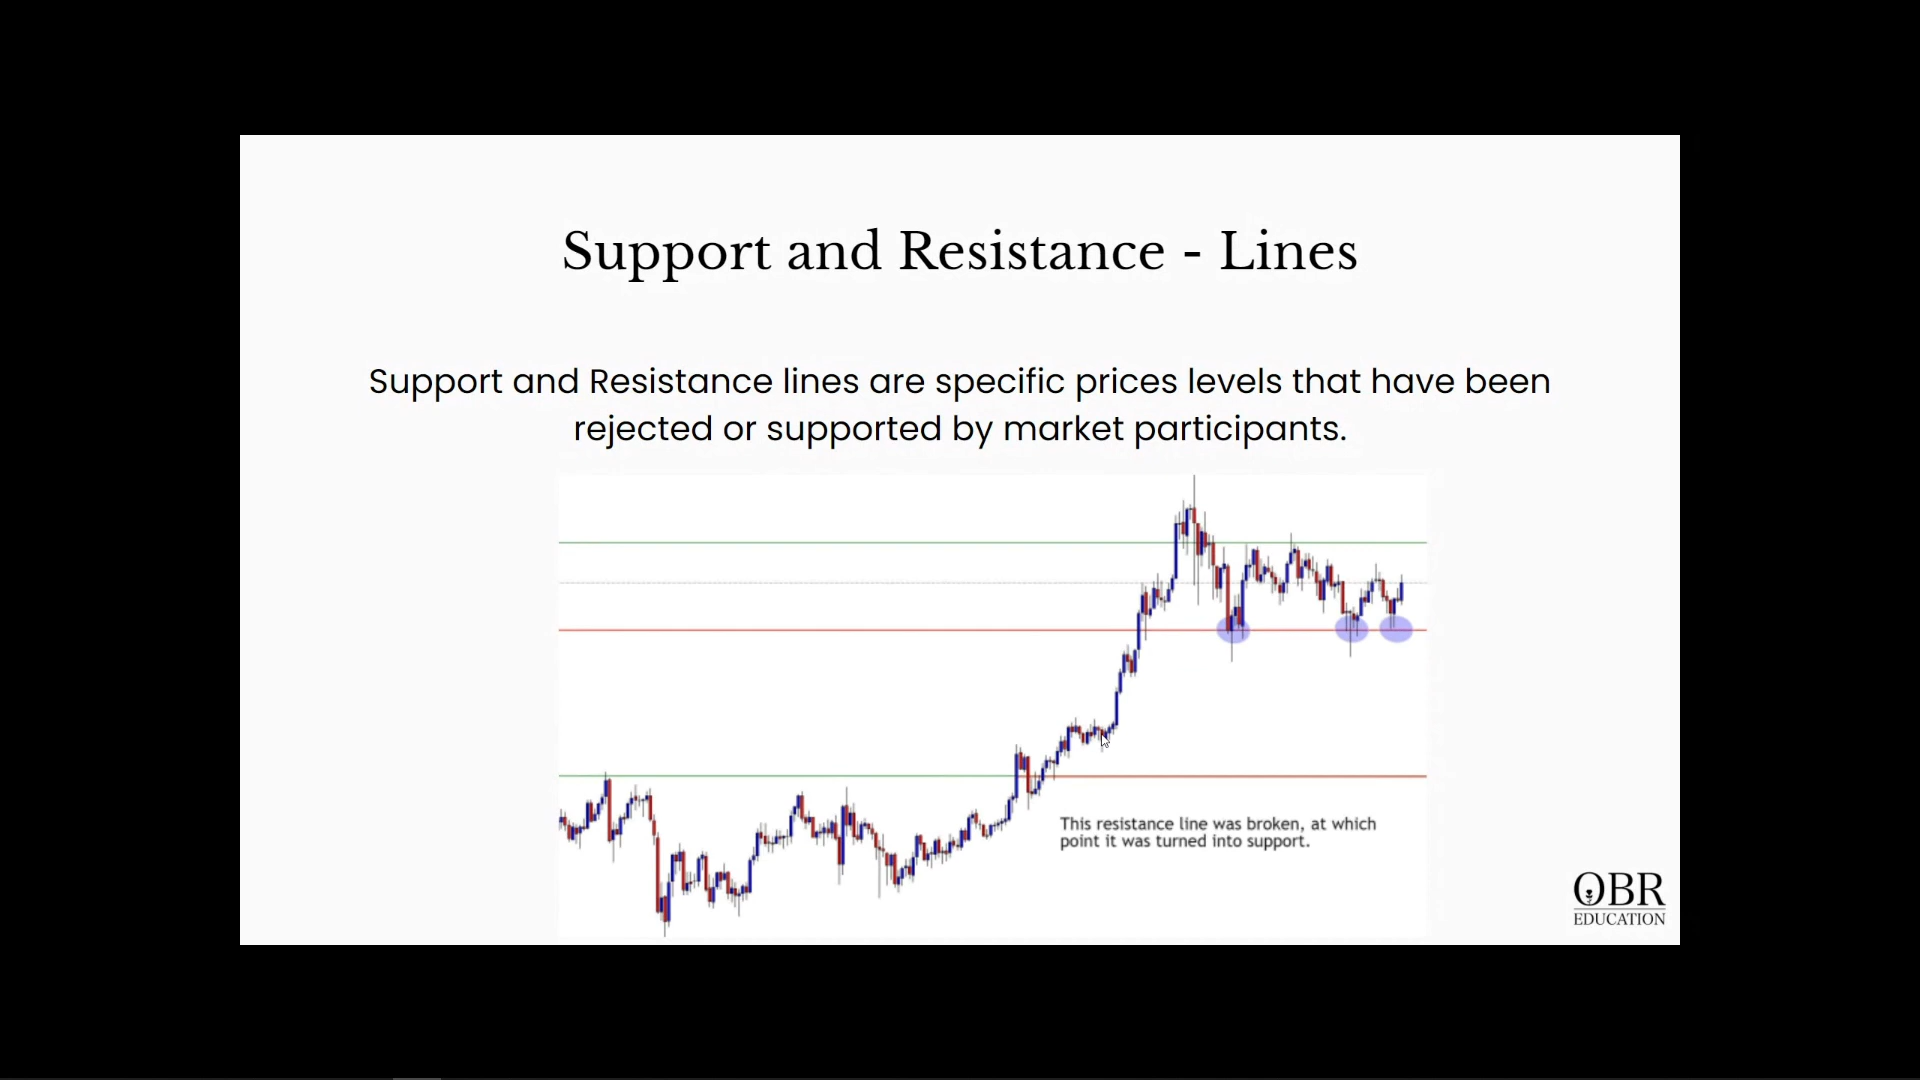 Support and Resistance - Lines
Support and Resistance lines are specific prices levels that have been
rejected or supported by market participants.
This resistance line was broken, at which
point it was turned into support.
OBR
EDUCATION